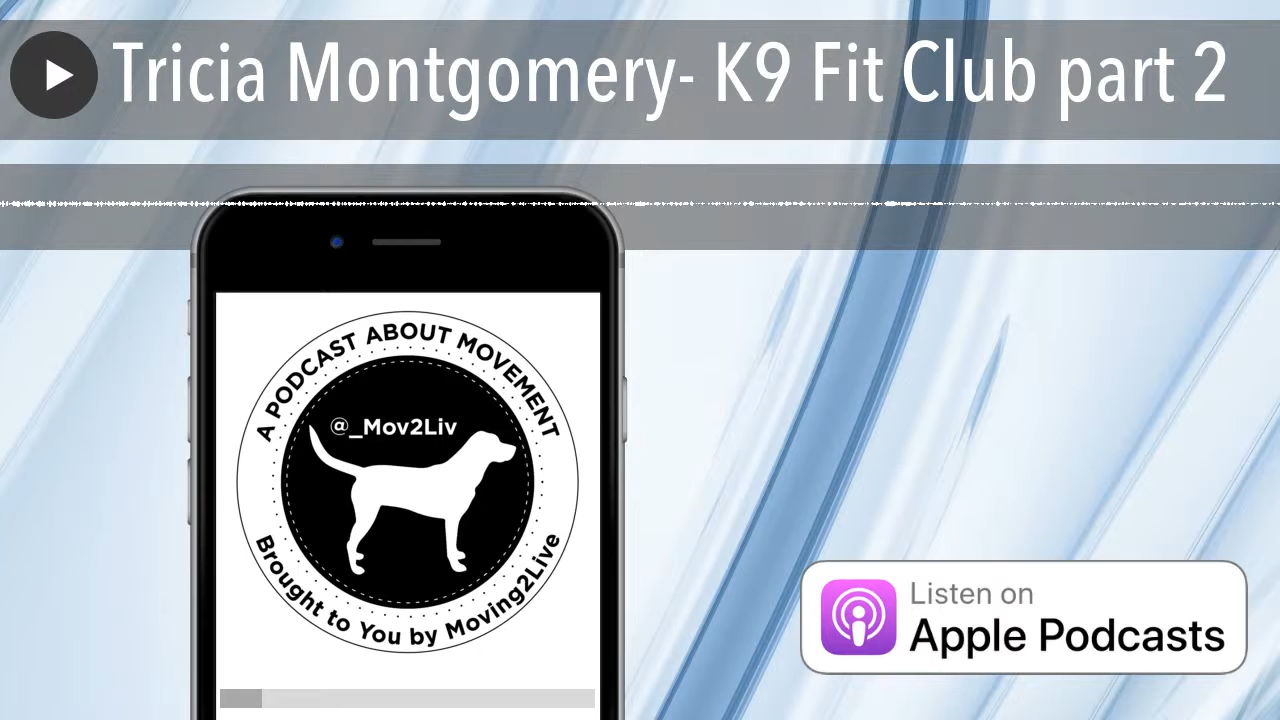 Tricia Montgomery- K9 Fit Club part 2
A PODCAST ABOUT MOVEMENT
@_Mov2Liv
Brought to You by Moving2Live
Listen on
Apple Podcasts